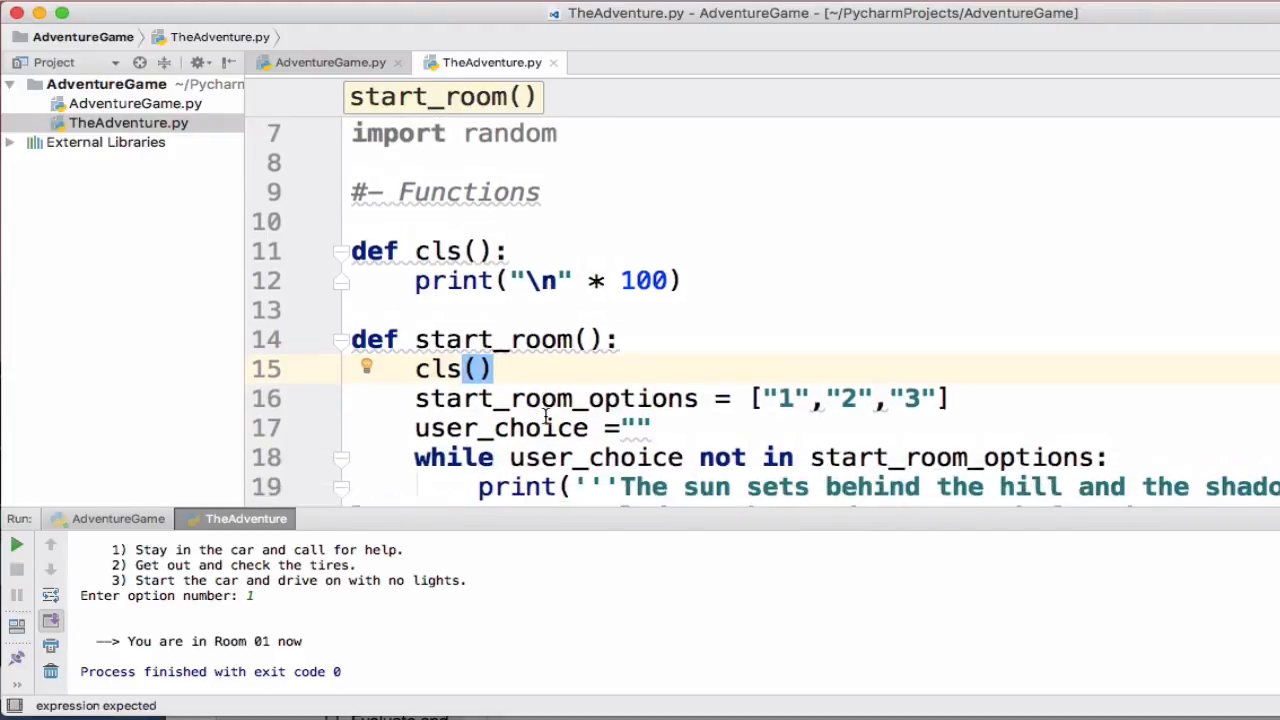 TheAdventure.py - AdventureGame - [~/PycharmProjects/AdventureGame]
AdventureGame
TheAdventure.py
Project
AdventureGame.py
TheAdventure.py
AdventureGame ~/Pycharm
AdventureGame.py
TheAdventure.py
External Libraries
start_room()
7 import random
8
9 #- Functions
10
11 def cls():
12 print("\n" * 100)
13
14 def start_room():
15 cls()
16 start_room_options = ["1","2","3"]
17 user_choice =""
18 while user_choice not in start_room_options:
19 print('''The sun sets behind the hill and the shado
Run: AdventureGame TheAdventure
1) Stay in the car and call for help.
2) Get out and check the tires.
3) Start the car and drive on with no lights.
Enter option number: 1
—> You are in Room 01 now
Process finished with exit code 0
expression expected